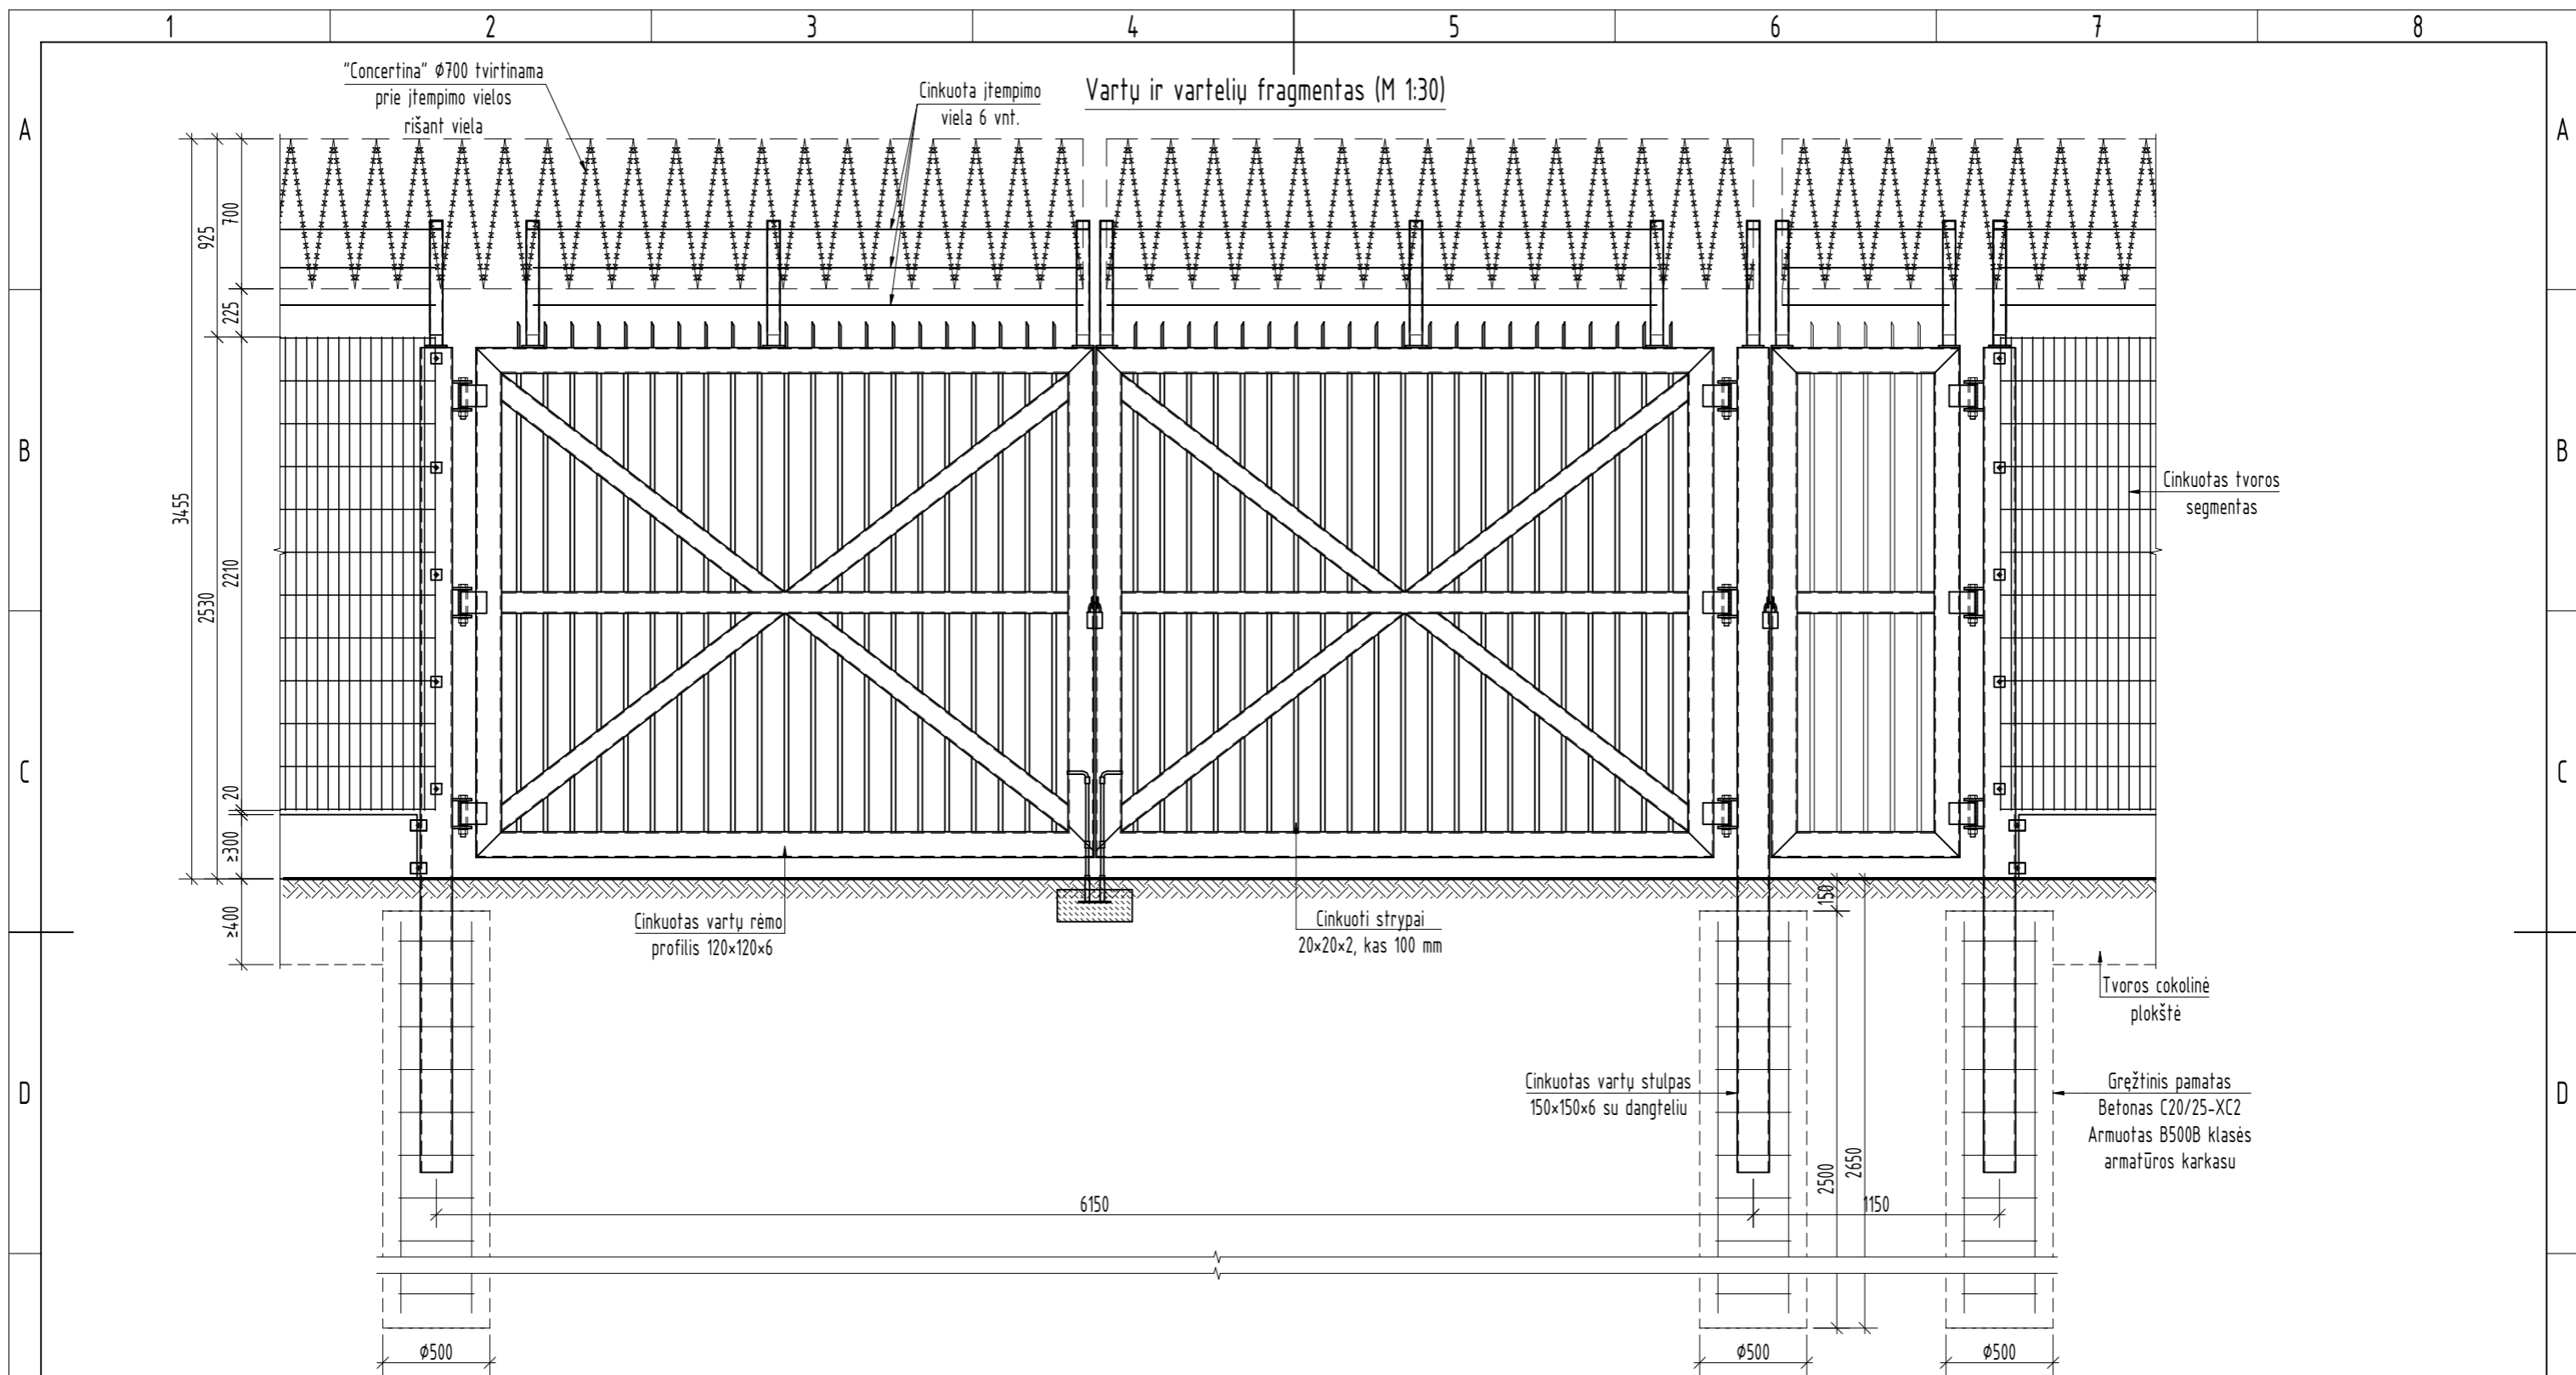 1 2 3 4 5 6 7 8
"Concertina" ϕ700 tvirtinama
prie įtempimo vielos
rišant viela
Cinkuota įtempimo
viela 6 vnt.
Vartų ir vartelių fragmentas (M 1:30)
A
A
700
925
225
B
B
3455
2530
2210
Cinkuotas tvoros
segmentas
C
C
20
≥300
≥400
150
Cinkuotas vartų rėmo
profilis 120×120×6
Cinkuoti strypai
20×20×2, kas 100 mm
Tvoros cokolinė
plokštė
D
D
Cinkuotas vartų stulpas
150×150×6 su dangteliu
Gręžtinis pamatas
Betonas C20/25-XC2
Armuotas B500B klasės
armatūros karkasu
2500
2650
6150
1150
ϕ500
ϕ500
ϕ500